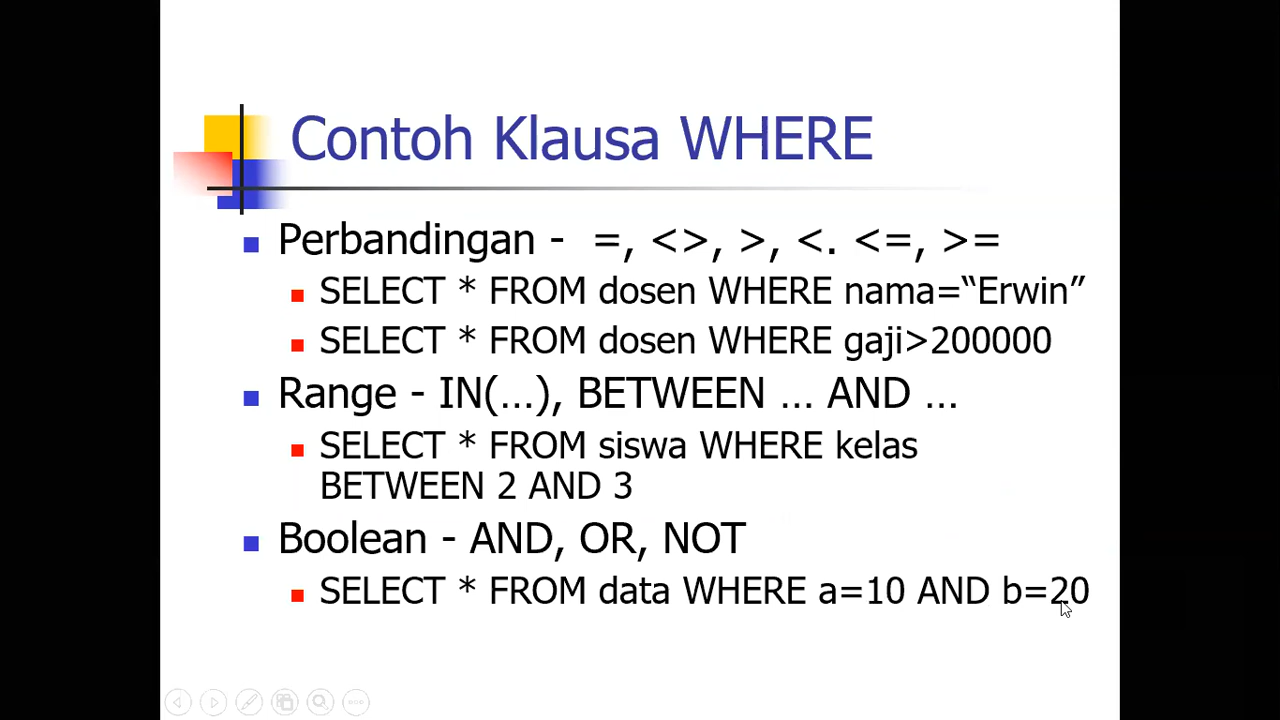 Contoh Klausa WHERE
Perbandingan - =, <>, >, <. <=, >=
SELECT * FROM dosen WHERE nama=“Erwin”
SELECT * FROM dosen WHERE gaji>200000
Range - IN(…), BETWEEN … AND …
SELECT * FROM siswa WHERE kelas
BETWEEN 2 AND 3
Boolean - AND, OR, NOT
SELECT * FROM data WHERE a=10 AND b=20